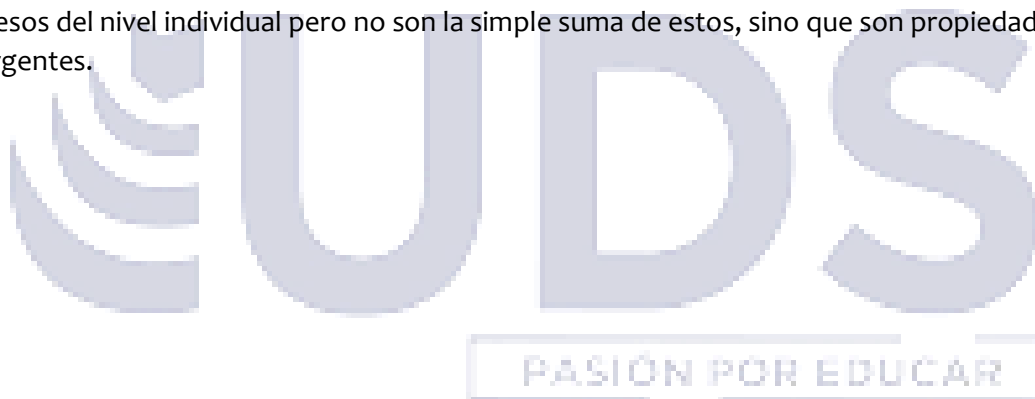 esos del nivel individual pero no son la simple suma de estos, sino que son propiedad
rgentes.
UDS
PASIÓN POR EDUCAR